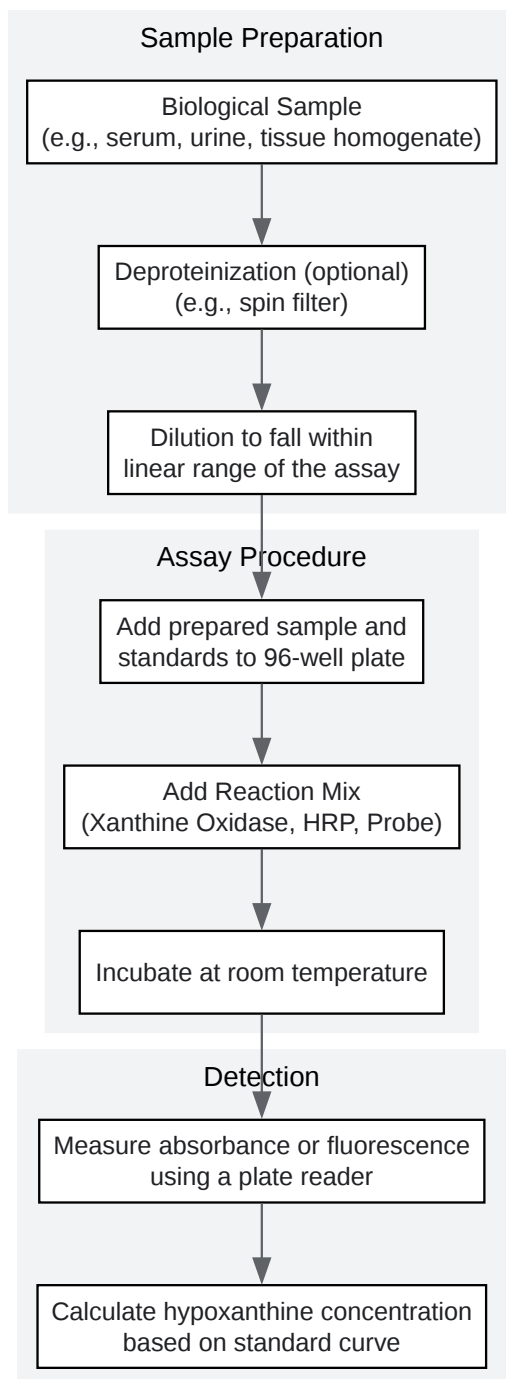 Sample Preparation
Biological Sample
(e.g., serum, urine, tissue homogenate)
Deproteinization (optional)
(e.g., spin filter)
Dilution to fall within
linear range of the assay
Assay Procedure
Add prepared sample and
standards to 96-well plate
Add Reaction Mix
(Xanthine Oxidase, HRP, Probe)
Incubate at room temperature
Detection
Measure absorbance or fluorescence
using a plate reader
Calculate hypoxanthine concentration
based on standard curve